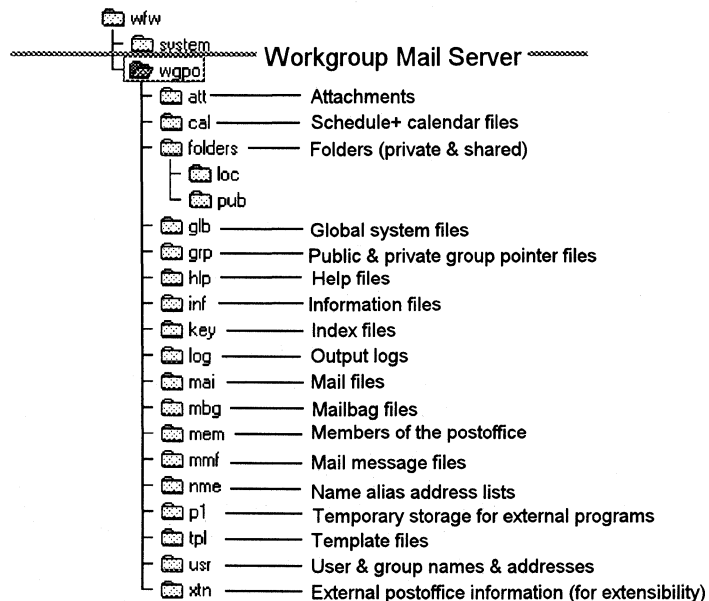 wfw
system
Workgroup Mail Server
wgpo
att Attachments
cal Schedule+ calendar files
folders Folders (private & shared)
loc
pub
glb Global system files
grp Public & private group pointer files
hlp Help files
inf Information files
key Index files
log Output logs
mai Mail files
mbg Mailbag files
mem Members of the postoffice
mmf Mail message files
nme Name alias address lists
p1 Temporary storage for external programs
tpl Template files
usr User & group names & addresses
xtn External postoffice information (for extensibility)